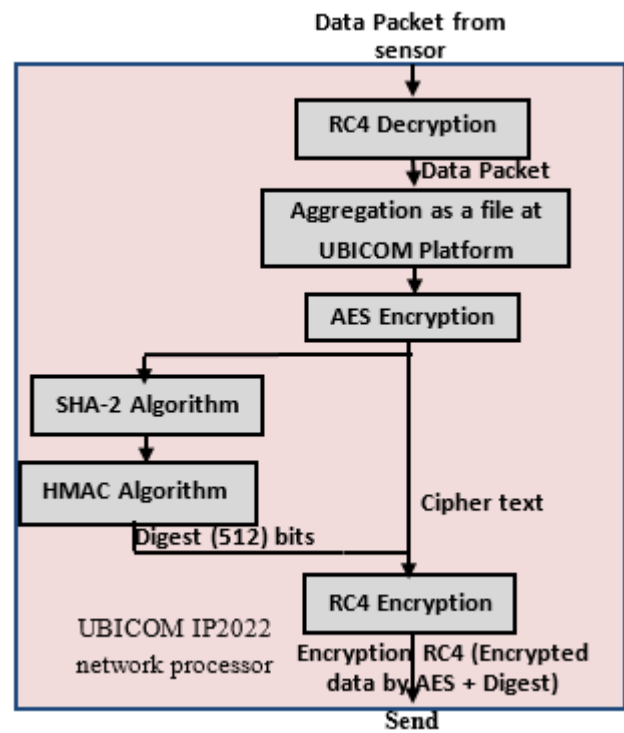 Data Packet from
sensor
RC4 Decryption
Data Packet
Aggregation as a file at
UBICOM Platform
AES Encryption
SHA-2 Algorithm
HMAC Algorithm
Cipher text
Digest (512) bits
RC4 Encryption
UBICOM IP2022
network processor
Encryption RC4 (Encrypted
data by AES + Digest)
Send